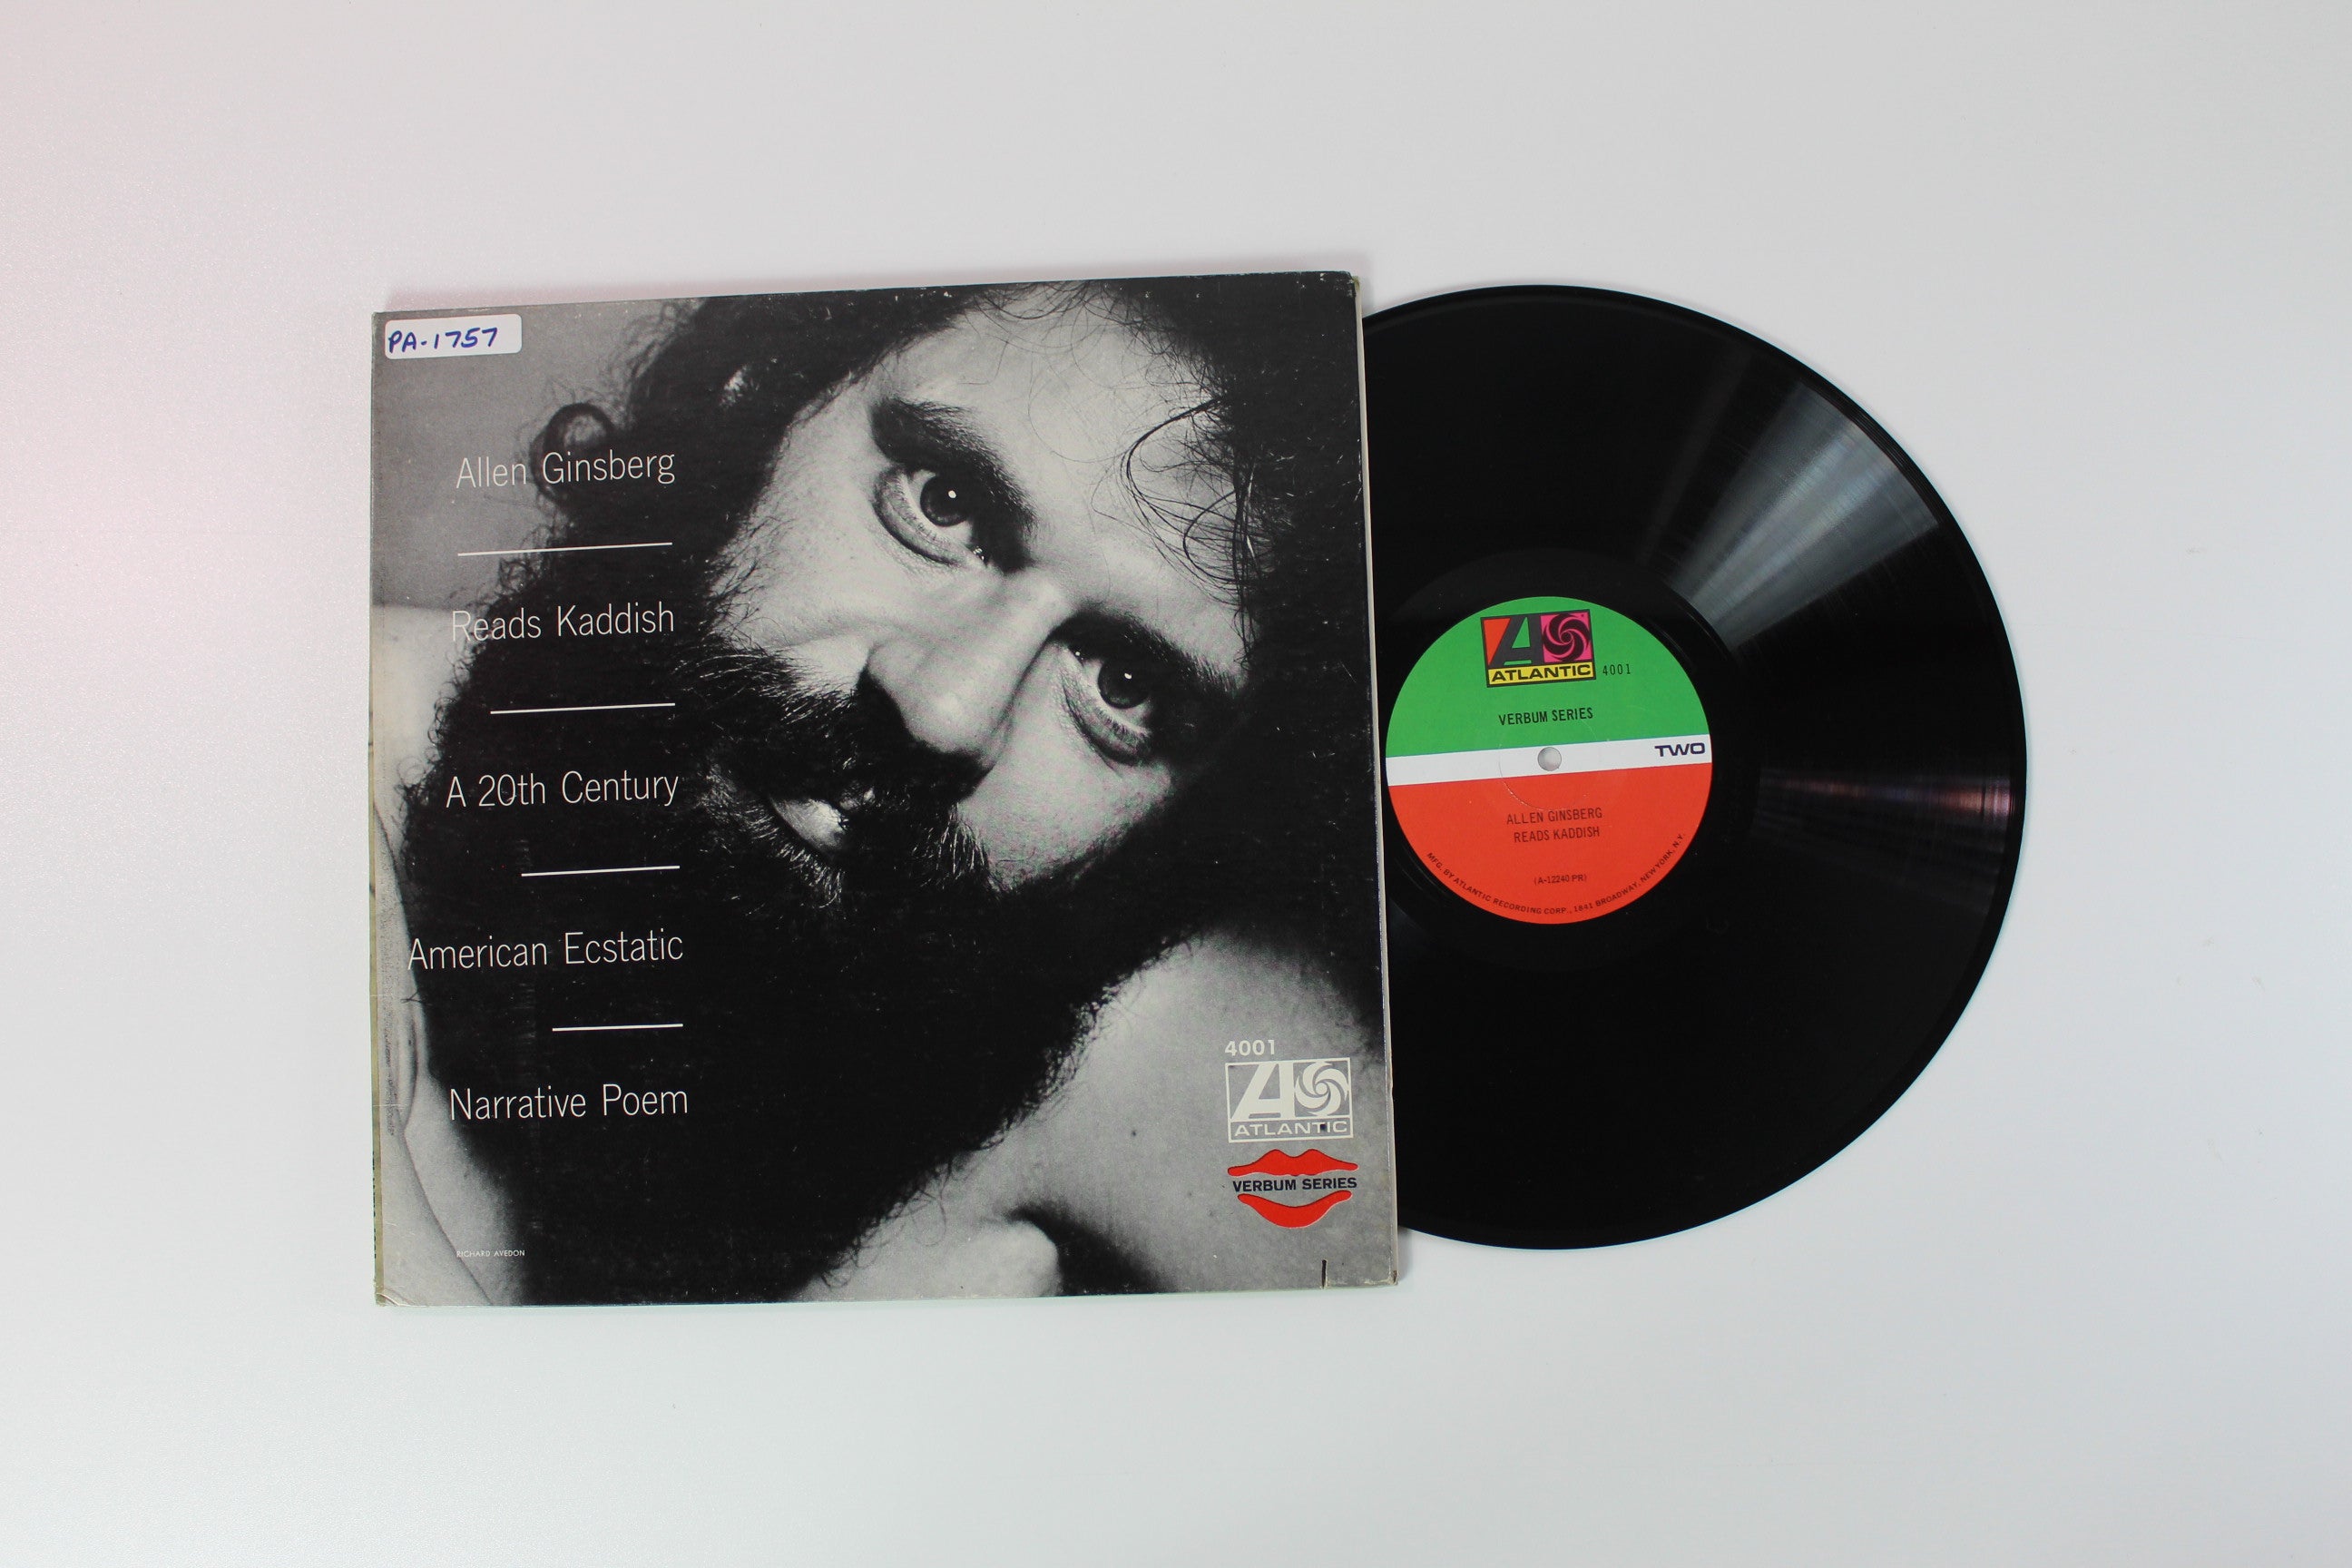 PA-1757
Allen Ginsberg
Reads Kaddish
A 20th Century
American Ecstatic
Narrative Poem
RICHARD AVEDON
4001
ATLANTIC
VERBUM SERIES
ATLANTIC
4001
VERBUM SERIES
TWO
ALLEN GINSBERG
READS KADDISH
(A-12240 PR)
MFG. BY ATLANTIC RECORDING CORP., 1841 BROADWAY, NEW YORK, N.Y.